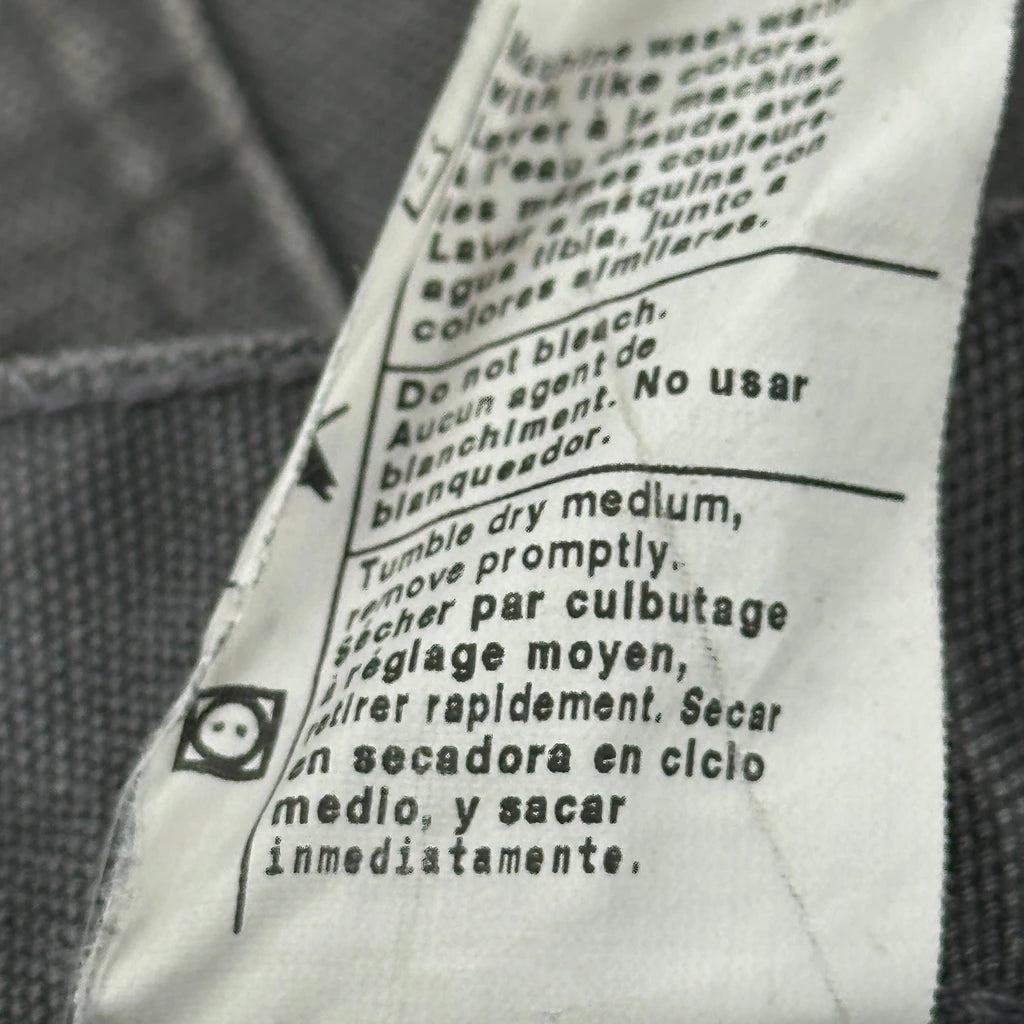 Machine wash warm
With like colors.
Laver à la machine
à l'eau chaude avec
les mêmes couleurs.
Lavar a máquina con
agua tibia, junto a
colores similares.
Do not bleach.
Aucun agent de
blanchiment. No usar
blanqueador.
Tumble dry medium,
remove promptly.
sécher par culbutage
à réglage moyen,
retirer rapidement. Secar
en secadora en ciclo
medio, y sacar
inmediatamente.